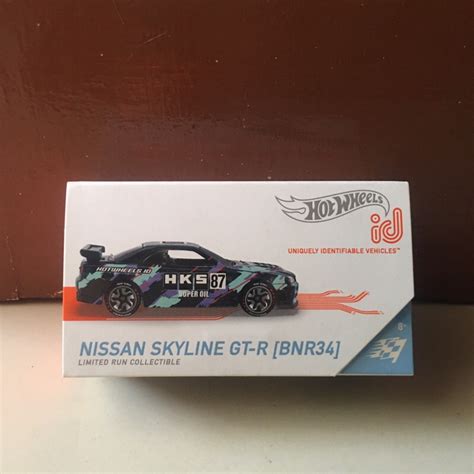 HOT WHEELS
id
UNIQUELY IDENTIFIABLE VEHICLES™
HOTWHEELS ID
HKS 87
SUPER OIL
NISSAN SKYLINE GT-R [BNR34]
LIMITED RUN COLLECTIBLE
8+